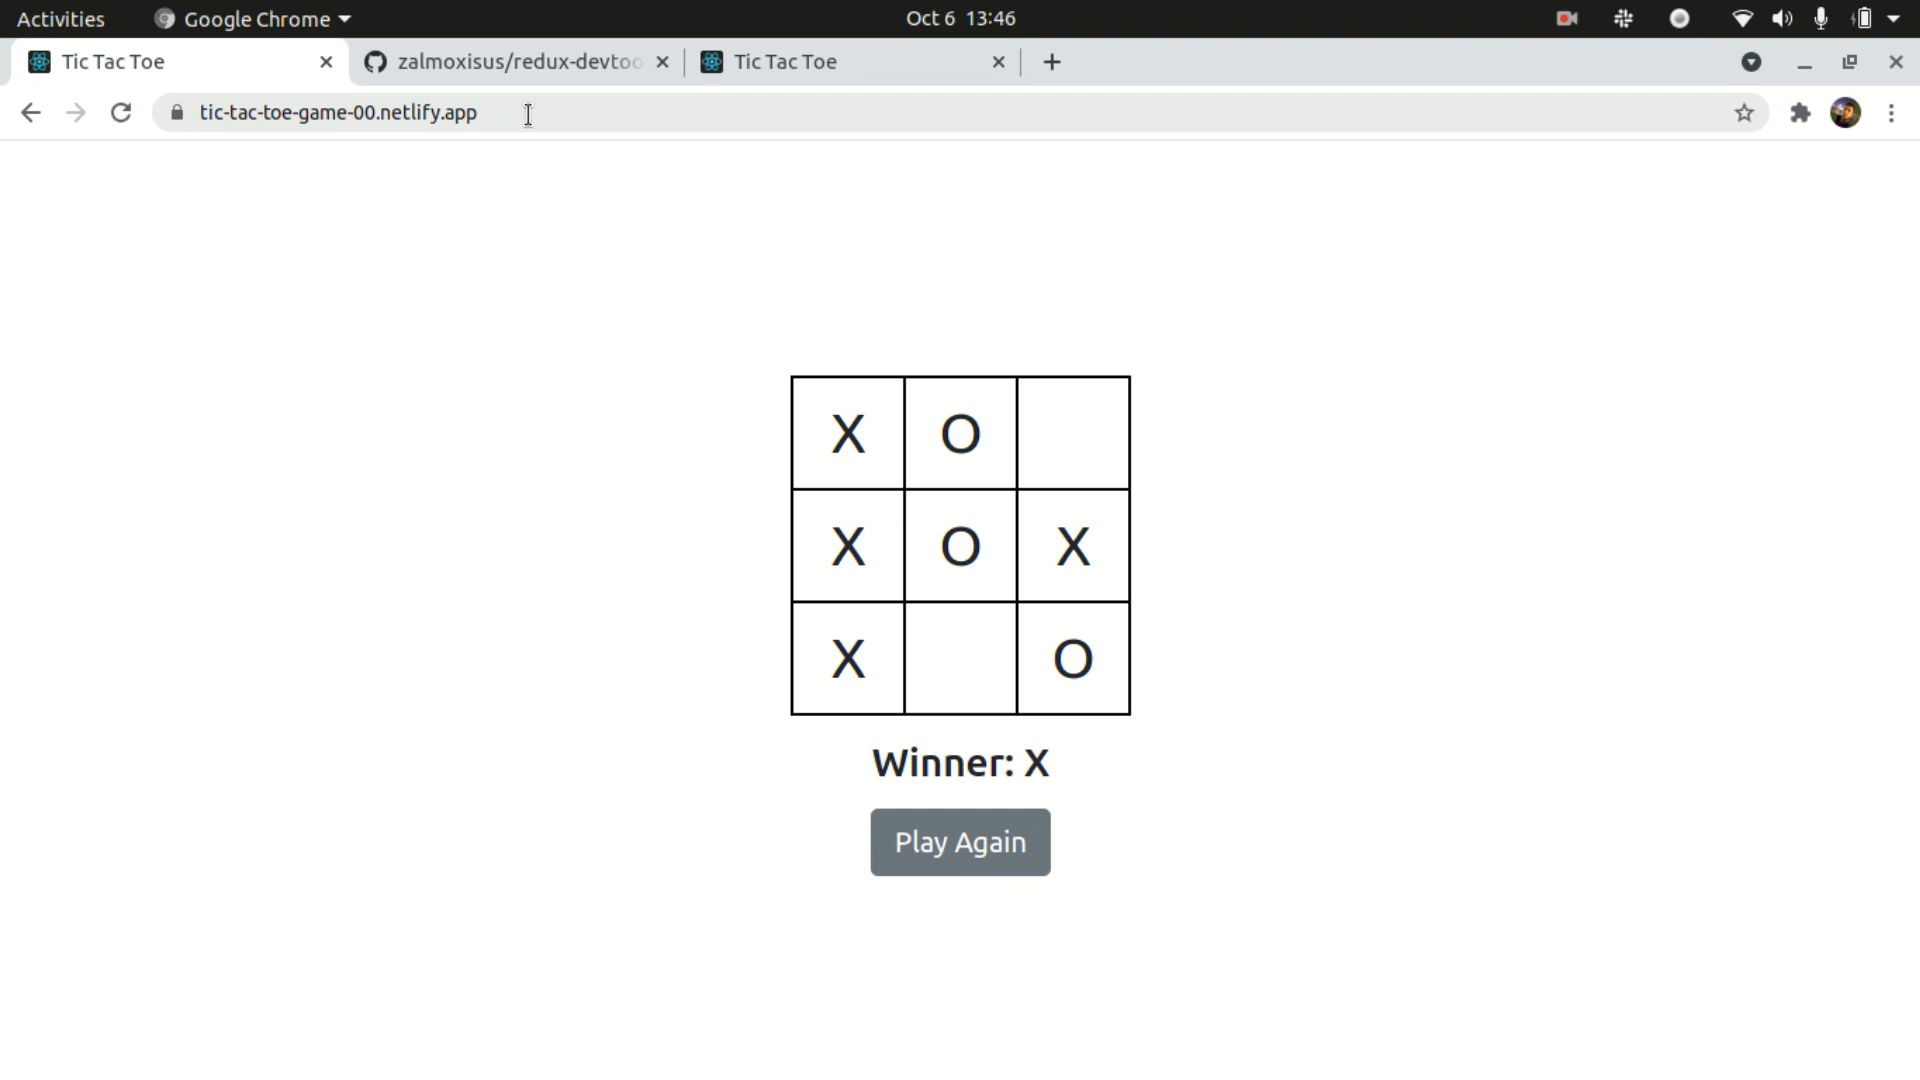 Activities Google Chrome Oct 6 13:46
Tic Tac Toe zalmoxisus/redux-devtoo Tic Tac Toe
tic-tac-toe-game-00.netlify.app
X O
X O X
X O
Winner: X
Play Again